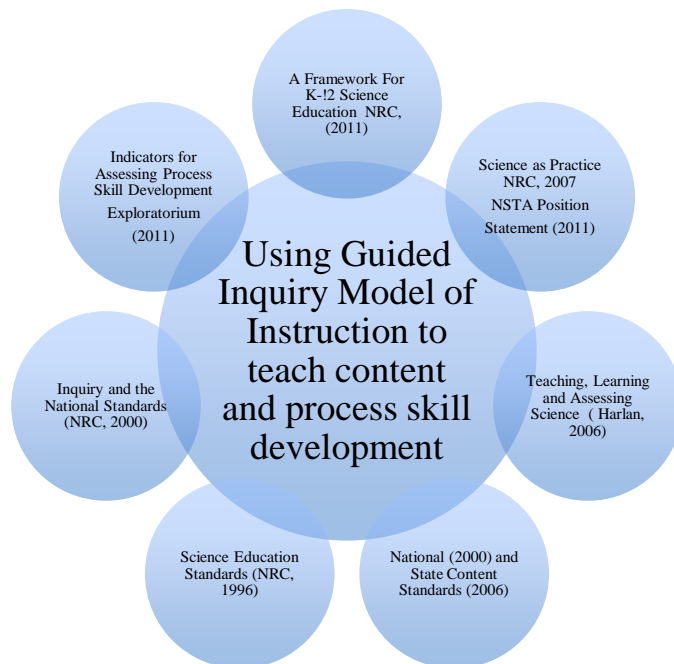 A Framework For
K-!2 Science
Education NRC,
(2011)
Science as Practice
NRC, 2007
NSTA Position
Statement (2011)
Teaching, Learning
and Assessing
Science ( Harlan,
2006)
National (2000) and
State Content
Standards (2006)
Science Education
Standards (NRC,
1996)
Inquiry and the
National Standards
(NRC, 2000)
Indicators for
Assessing Process
Skill Development
Exploratorium
(2011)
Using Guided
Inquiry Model of
Instruction to
teach content
and process skill
development